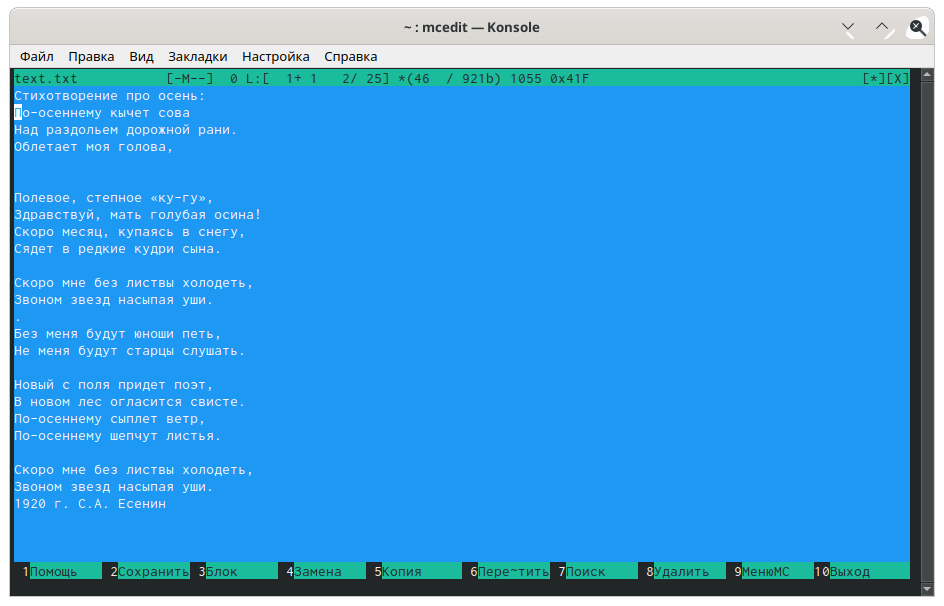 ~ : mcedit — Konsole
Файл Правка Вид Закладки Настройка Справка
text.txt [-M--] 0 L:[ 1+ 1 2/ 25] *(46 / 921b) 1055 0x41F [*][X]
Стихотворение про осень:
По-осеннему кычет сова
Над раздольем дорожной рани.
Облетает моя голова,
Полевое, степное «ку-гу»,
Здравствуй, мать голубая осина!
Скоро месяц, купаясь в снегу,
Сядет в редкие кудри сына.
Скоро мне без листвы холодеть,
Звоном звезд насыпая уши.
.
Без меня будут юноши петь,
Не меня будут старцы слушать.
Новый с поля придет поэт,
В новом лес огласится свисте.
По-осеннему сыплет ветр,
По-осеннему шепчут листья.
Скоро мне без листвы холодеть,
Звоном звезд насыпая уши.
1920 г. С.А. Есенин
1Помощь 2Сохранить 3Блок 4Замена 5Копия 6Пере~тить 7Поиск 8Удалить 9МенюМС 10Выход